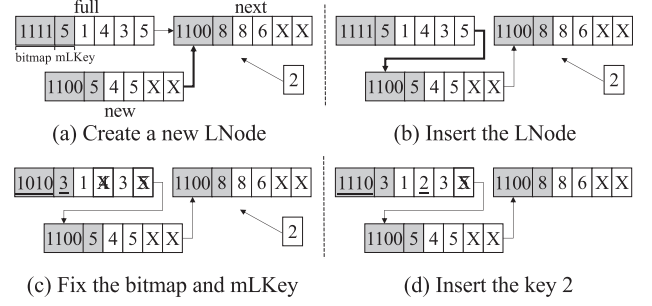 full next
1111 5 1 4 3 5 1100 8 8 6 X X
bitmap mLKey
1100 5 4 5 X X 2
new
(a) Create a new LNode
1111 5 1 4 3 5 1100 8 8 6 X X
1100 5 4 5 X X 2
(b) Insert the LNode
1010 3 1 X 3 X 1100 8 8 6 X X
1100 5 4 5 X X 2
(c) Fix the bitmap and mLKey
1110 3 1 2 3 X 1100 8 8 6 X X
1100 5 4 5 X X
(d) Insert the key 2